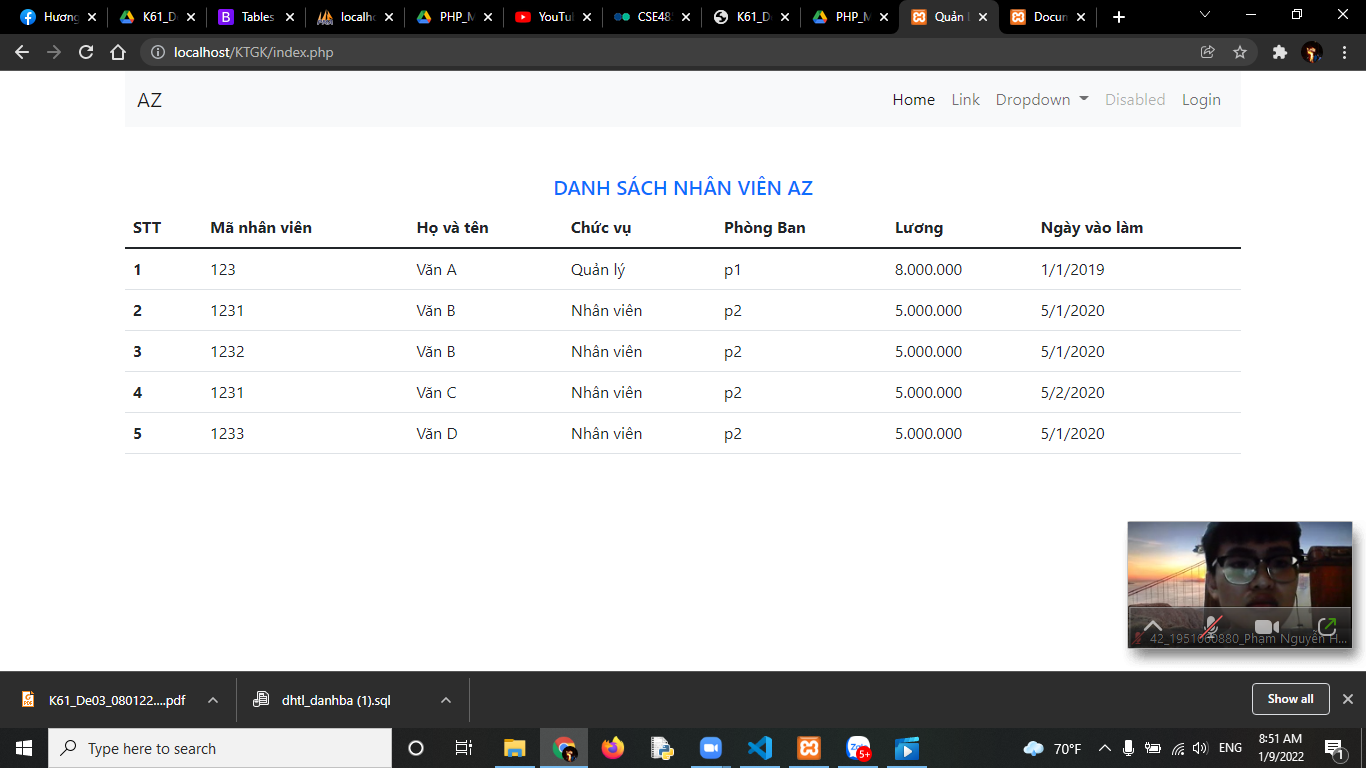 Hương
K61_D
Tables
localho
PHP_M
YouTu
CSE48
K61_D
PHP_M
Quản l
Docum
localhost/KTGK/index.php
AZ
Home Link Dropdown Disabled Login
DANH SÁCH NHÂN VIÊN AZ
STT Mã nhân viên Họ và tên Chức vụ Phòng Ban Lương Ngày vào làm
1 123 Văn A Quản lý p1 8.000.000 1/1/2019
2 1231 Văn B Nhân viên p2 5.000.000 5/1/2020
3 1232 Văn B Nhân viên p2 5.000.000 5/1/2020
4 1231 Văn C Nhân viên p2 5.000.000 5/2/2020
5 1233 Văn D Nhân viên p2 5.000.000 5/1/2020
42_1951060880_Phạm Nguyễn H...
K61_De03_080122....pdf
dhtl_danhba (1).sql
Show all
Type here to search
Za
5+
70°F
ENG
8:51 AM
1/9/2022
1